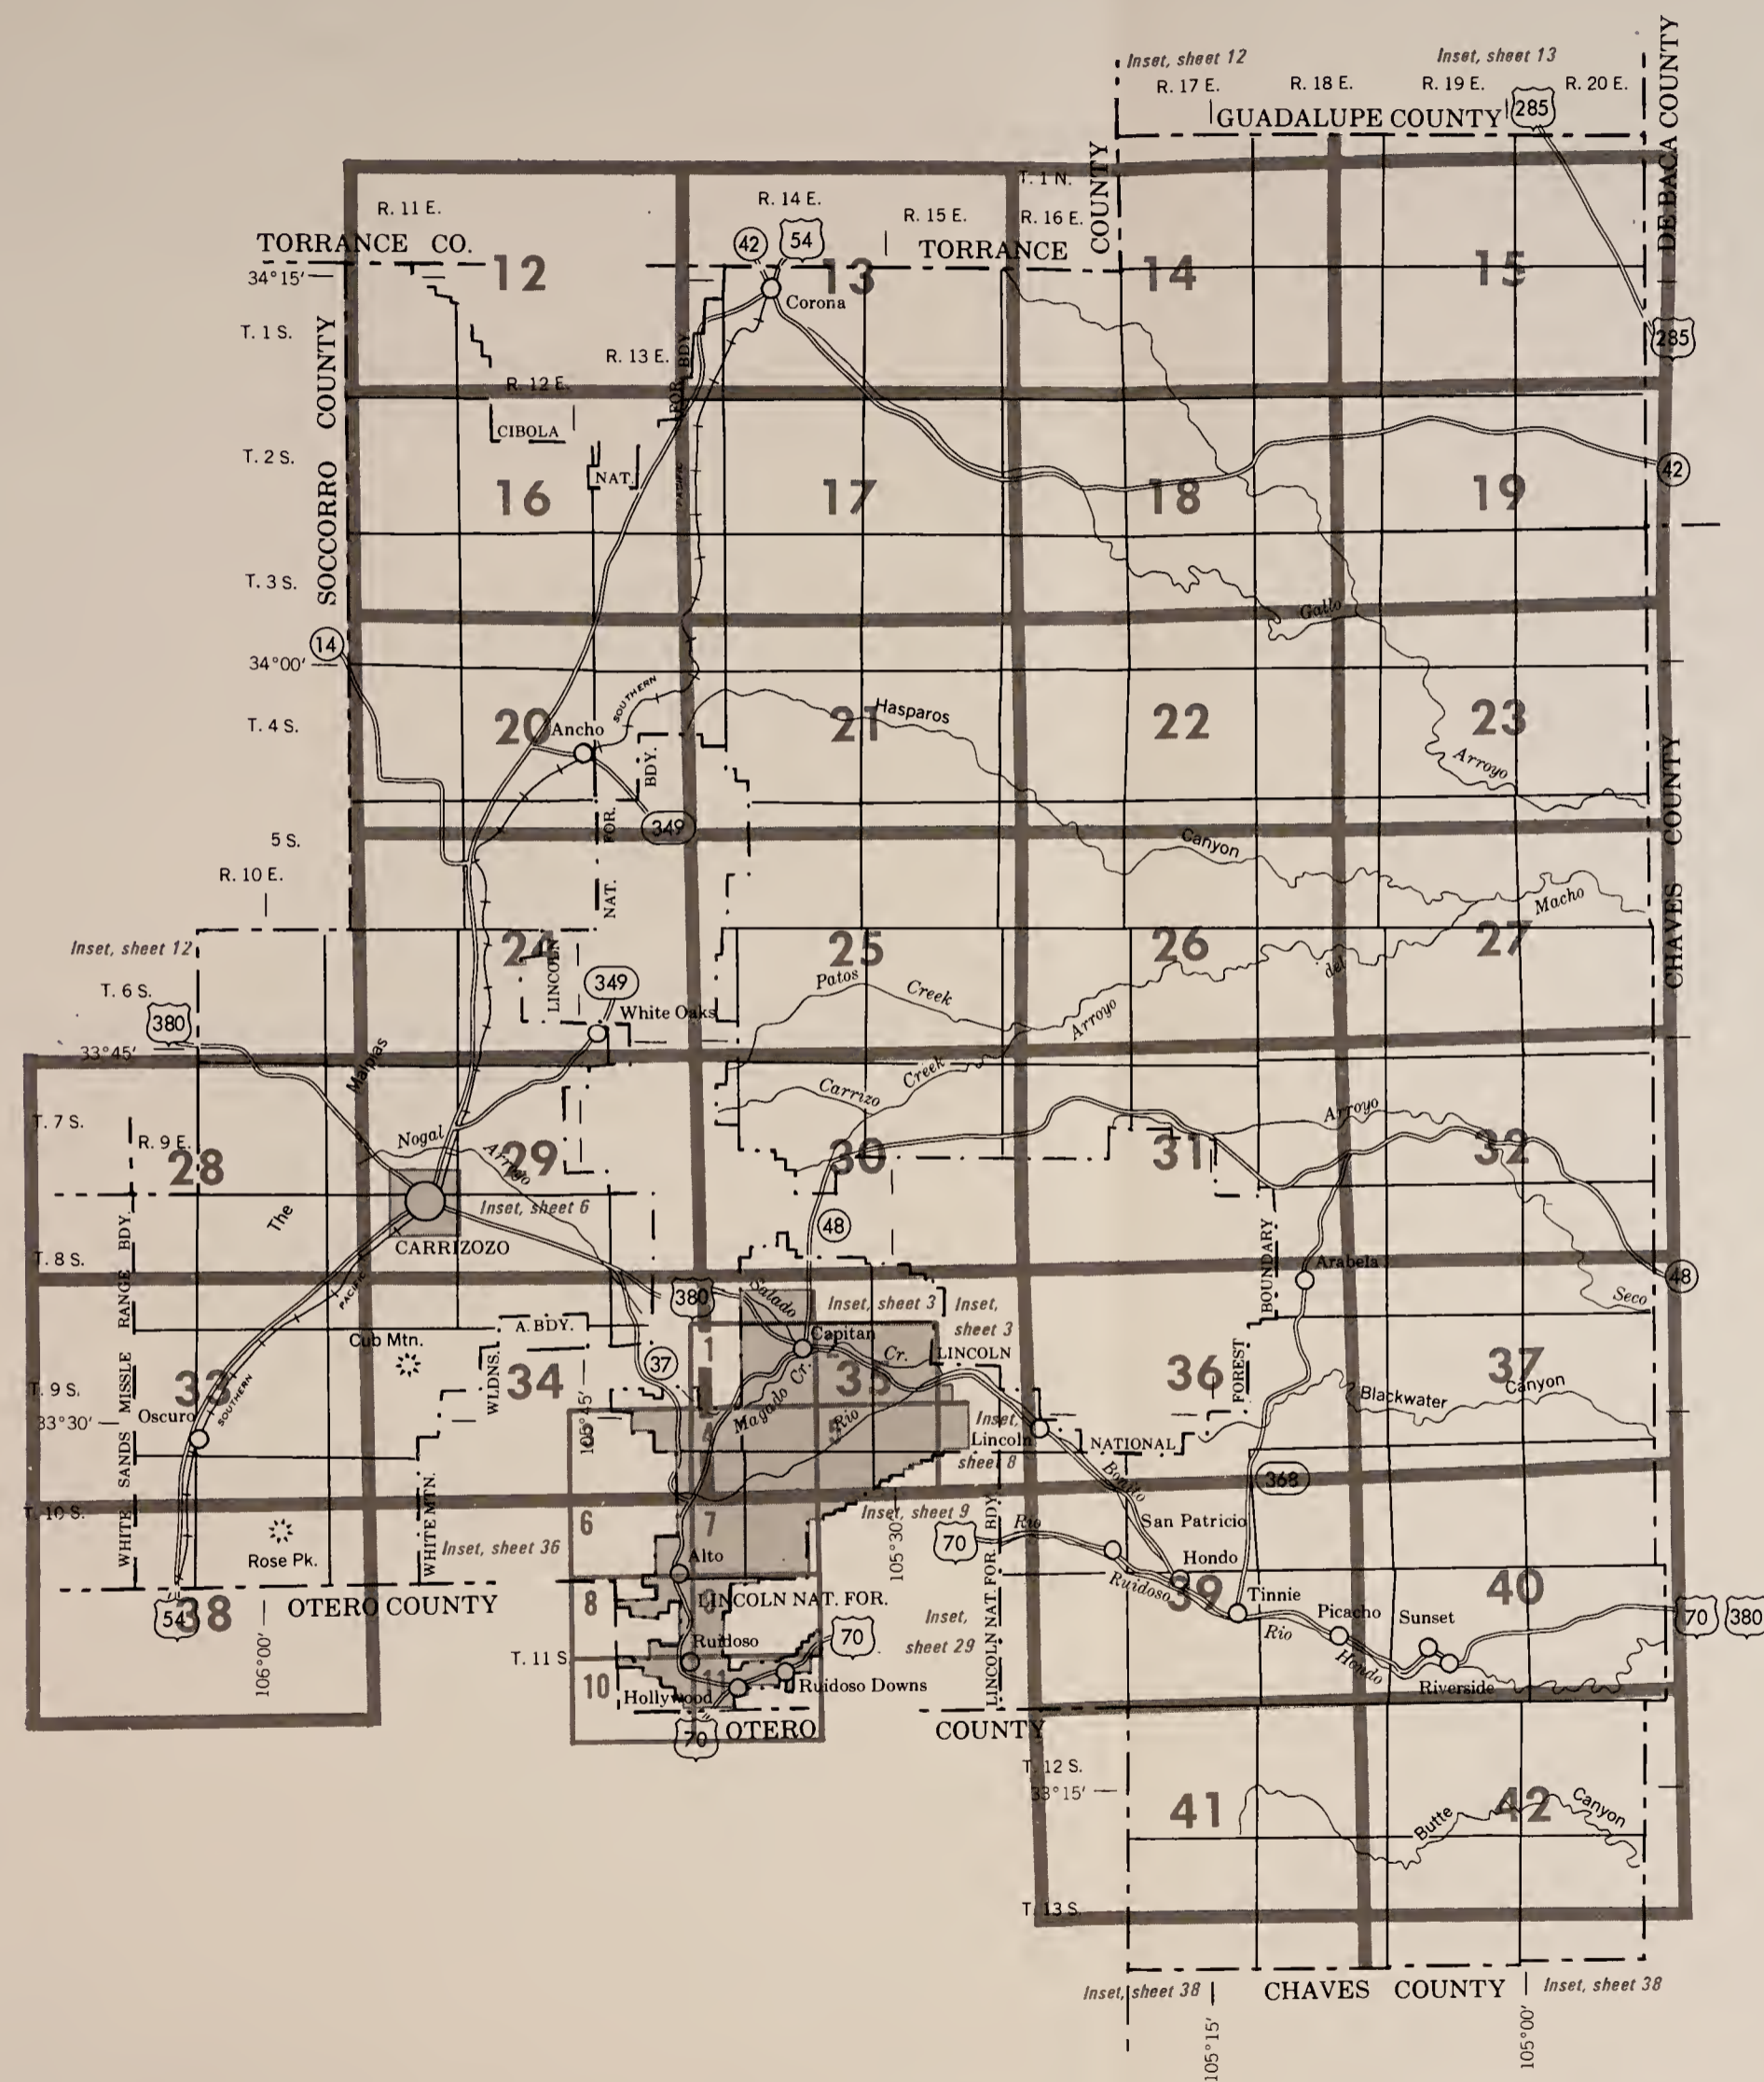 Inset, sheet 12
Inset, sheet 13
R. 17 E.
R. 18 E.
R. 19 E.
R. 20 E.
GUADALUPE COUNTY
285
DE BACA COUNTY
T. 1 N.
COUNTY
R. 11 E.
R. 14 E.
R. 15 E.
R. 16 E.
TORRANCE CO.
42
54
TORRANCE
12
13
14
15
34°15′
Corona
T. 1 S.
285
R. 13 E.
FOR. BDY.
R. 12 E.
SOCCORRO COUNTY
CIBOLA
T. 2 S.
NAT.
42
16
17
18
19
PACIFIC
T. 3 S.
Gallo
14
34°00′
SOUTHERN
T. 4 S.
20
Ancho
21
Hasparos
22
23
BDY.
Arroyo
349
FOR.
5 S.
Canyon
CHAVES COUNTY
R. 10 E.
NAT.
Macho
Inset, sheet 12
24
LINCOLN
25
26
27
del
T. 6 S.
349
Patos
Creek
Arroyo
380
White Oaks
33°45′
Malpias
Carrizo
Creek
T. 7 S.
R. 9 E.
Nogal
Arroyo
Arroyo
28
29
30
31
32
The
Inset, sheet 6
48
CARRIZOZO
T. 8 S.
RANGE BDY.
BOUNDARY
Arabela
PACIFIC
380
Salado
Inset, sheet 3
Inset,
sheet 3
48
Seco
A. BDY.
Cub Mtn.
Capitan
1
2
Cr.
LINCOLN
37
WLDNS.
33
34
35
36
37
T. 9 S.
MISSLE
FOREST
Magado Cr.
Blackwater
Canyon
33°30′
Oscuro
SOUTHERN
105°45′
4
Rio
Inset,
Lincoln
sheet 8
NATIONAL
SANDS
Bonito
368
T. 10 S.
WHITE
WHITE MTN.
6
7
Inset, sheet 9
Rio
San Patricio
Rose Pk.
Inset, sheet 36
70
105°30′
Alto
Hondo
LINCOLN NAT. FOR. BDY.
Ruidoso
39
40
Tinnie
54
38
OTERO COUNTY
8
9
LINCOLN NAT. FOR.
Picacho
Sunset
70
380
106°00′
Inset,
sheet 29
Rio
70
Ruidoso
T. 11 S.
Hondo
10
11
Hollywood
Ruidoso Downs
Riverside
70
OTERO
COUNTY
T. 12 S.
33°15′
41
42
Butte
Canyon
T. 13 S.
Inset, sheet 38
CHAVES COUNTY
Inset, sheet 38
105°15′
105°00′